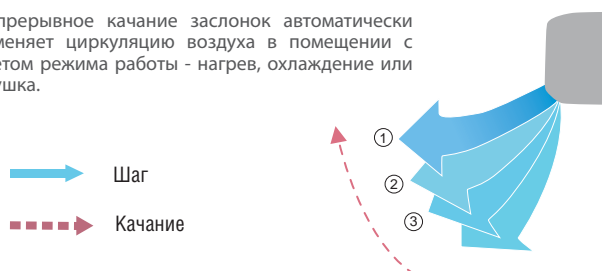 прерывное качание заслонок автоматически
меняет циркуляцию воздуха в помещении с
етом режима работы - нагрев, охлаждение или
ушка.
1
2
Шаг
3
Качание